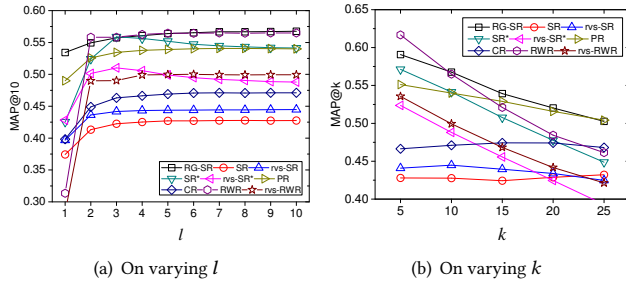 0.60
0.55
0.50
0.45
0.40
0.35
0.30
MAP@10
RG-SR SR rvs-SR
SR* rvs-SR* PR
CR RWR rvs-RWR
1 2 3 4 5 6 7 8 9 10
l
(a) On varying l
0.65
0.60
0.55
0.50
0.45
0.40
MAP@k
RG-SR SR rvs-SR
SR* rvs-SR* PR
CR RWR rvs-RWR
5 10 15 20 25
k
(b) On varying k